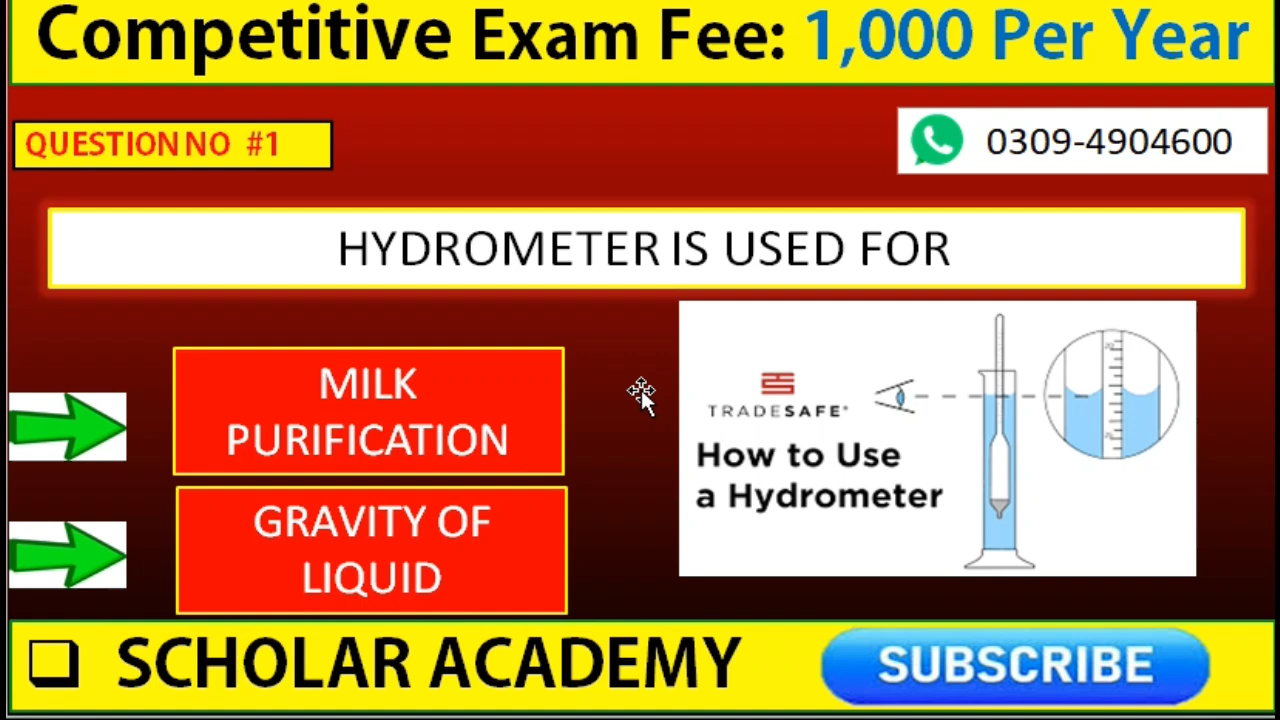 Competitive Exam Fee: 1,000 Per Year
QUESTION NO #1
0309-4904600
HYDROMETER IS USED FOR
MILK
PURIFICATION
GRAVITY OF
LIQUID
TRADESAFE
How to Use
a Hydrometer
SCHOLAR ACADEMY
SUBSCRIBE